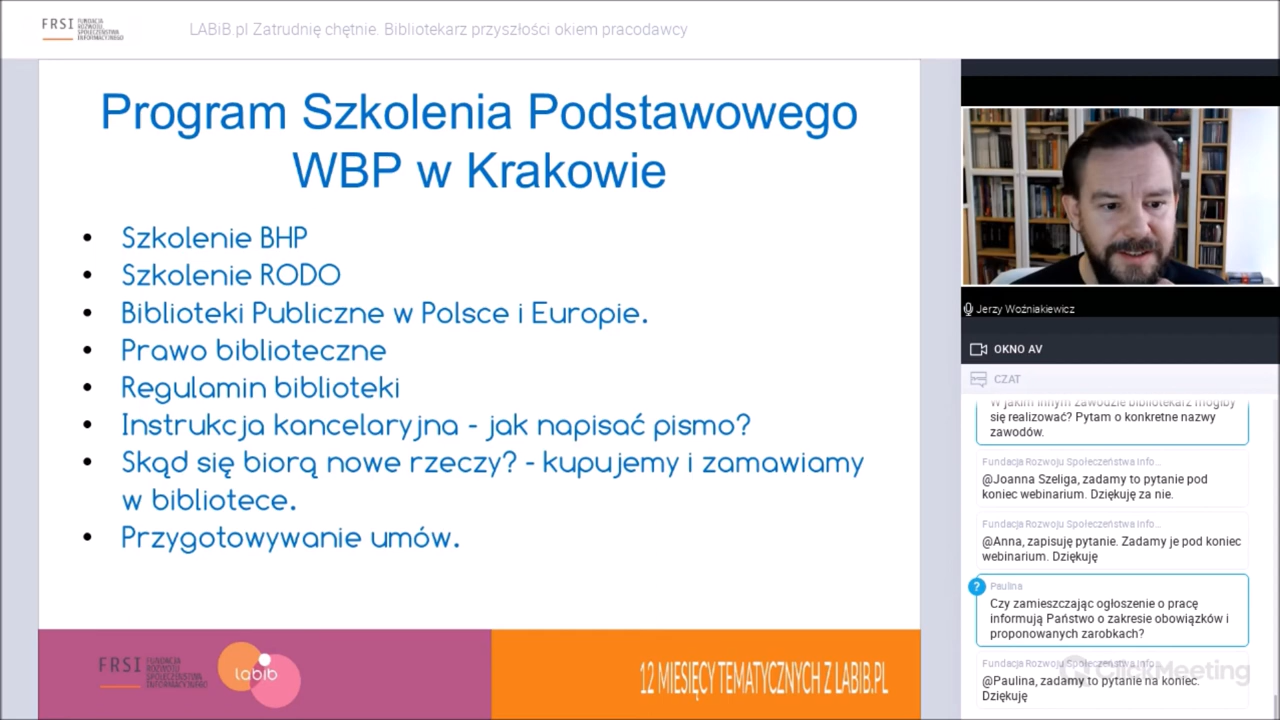 FRSI FUNDACJA
ROZWOJU
SPOŁECZEŃSTWA
INFORMACYJNEGO
LABiB.pl Zatrudnię chętnie. Bibliotekarz przyszłości okiem pracodawcy
Program Szkolenia Podstawowego
WBP w Krakowie
• Szkolenie BHP
• Szkolenie RODO
• Biblioteki Publiczne w Polsce i Europie.
• Prawo biblioteczne
• Regulamin biblioteki
• Instrukcja kancelaryjna - jak napisać pismo?
• Skąd się biorą nowe rzeczy? - kupujemy i zamawiamy
w bibliotece.
• Przygotowywanie umów.
FRSI FUNDACJA
ROZWOJU
SPOŁECZEŃSTWA
INFORMACYJNEGO
labib
12 MIESIĘCY TEMATYCZNYCH Z LABIB.PL
Jerzy Woźniakiewicz
OKNO AV
CZAT
W jakim innym zawodzie bibliotekarz mógłby
się realizować? Pytam o konkretne nazwy
zawodów.
Fundacja Rozwoju Społeczeństwa Info...
@Joanna Szeliga, zadamy to pytanie pod
koniec webinarium. Dziękuję za nie.
Fundacja Rozwoju Społeczeństwa Info...
@Anna, zapisuję pytanie. Zadamy je pod koniec
webinarium. Dziękuję
?
Paulina
Czy zamieszczając ogłoszenie o pracę
informują Państwo o zakresie obowiązków i
proponowanych zarobkach?
Fundacja Rozwoju Społeczeństwa Info...
@Paulina, zadamy to pytanie na koniec.
Dziękuję
ClickMeeting